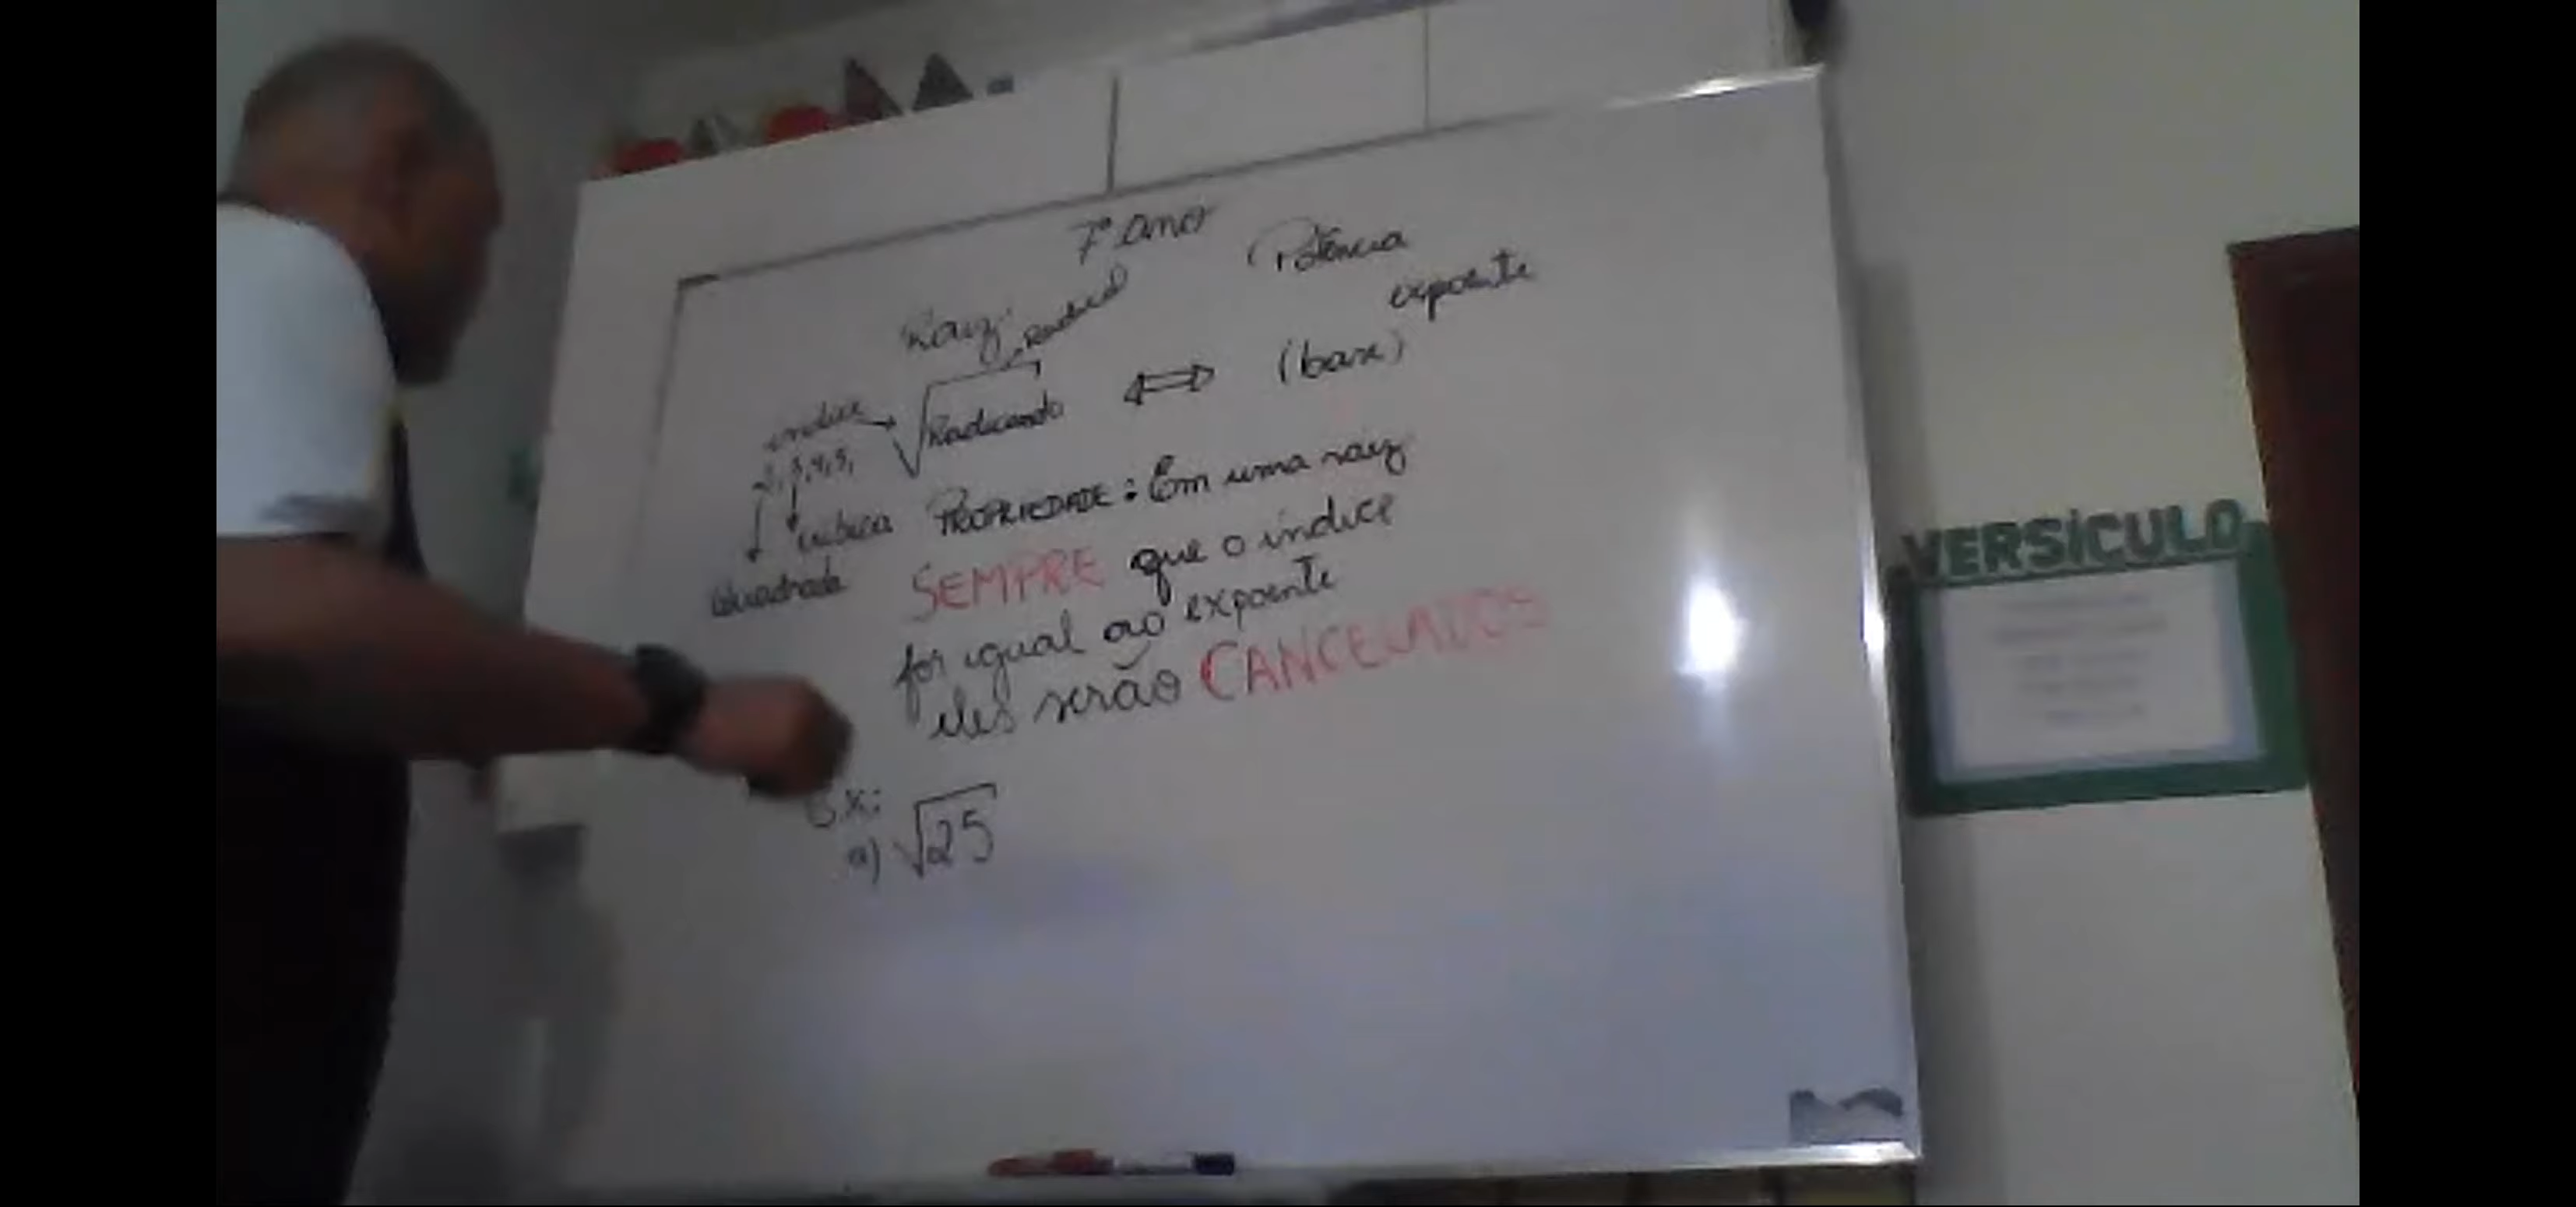 7º ano
Potência
Raiz
Radical
expoente
índice
√Radicando
⇔
(base)
2, 3, 4, 5,
cúbica
Quadrada
PROPRIEDADE: Em uma raiz
SEMPRE que o índice
for igual ao expoente
eles serão CANCELADOS
Ex:
a) √25
VERSÍCULO